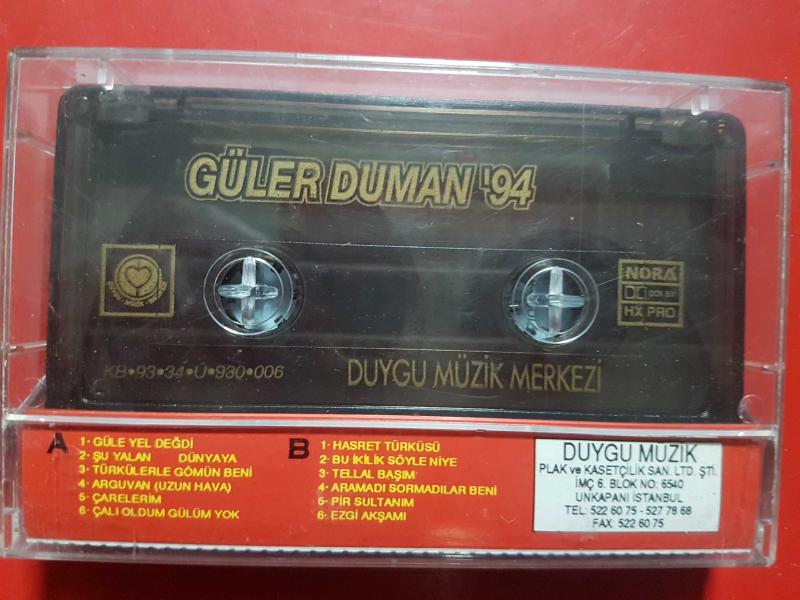 GÜLER DUMAN '94
NORA
DOLBY
HX PRO
KB•93•34•Ü•930•006
DUYGU MÜZİK MERKEZİ
A
1- GÜLE YEL DEĞDİ
2- ŞU YALAN DÜNYAYA
3- TÜRKÜLERLE GÖMÜN BENİ
4- ARGUVAN (UZUN HAVA)
5- ÇARELERİM
6- ÇALI OLDUM GÜLÜM YOK
B
1- HASRET TÜRKÜSÜ
2- BU İKİLİK SÖYLE NİYE
3- TELLAL BAŞIM
4- ARAMADI SORMADILAR BENİ
5- PİR SULTANIM
6- EZGİ AKŞAMI
DUYGU MÜZİK
PLAK ve KASETÇİLİK SAN. LTD. ŞTİ.
İMÇ 6. BLOK NO: 6540
UNKAPANI İSTANBUL
TEL: 522 60 75 - 527 78 68
FAX: 522 60 75